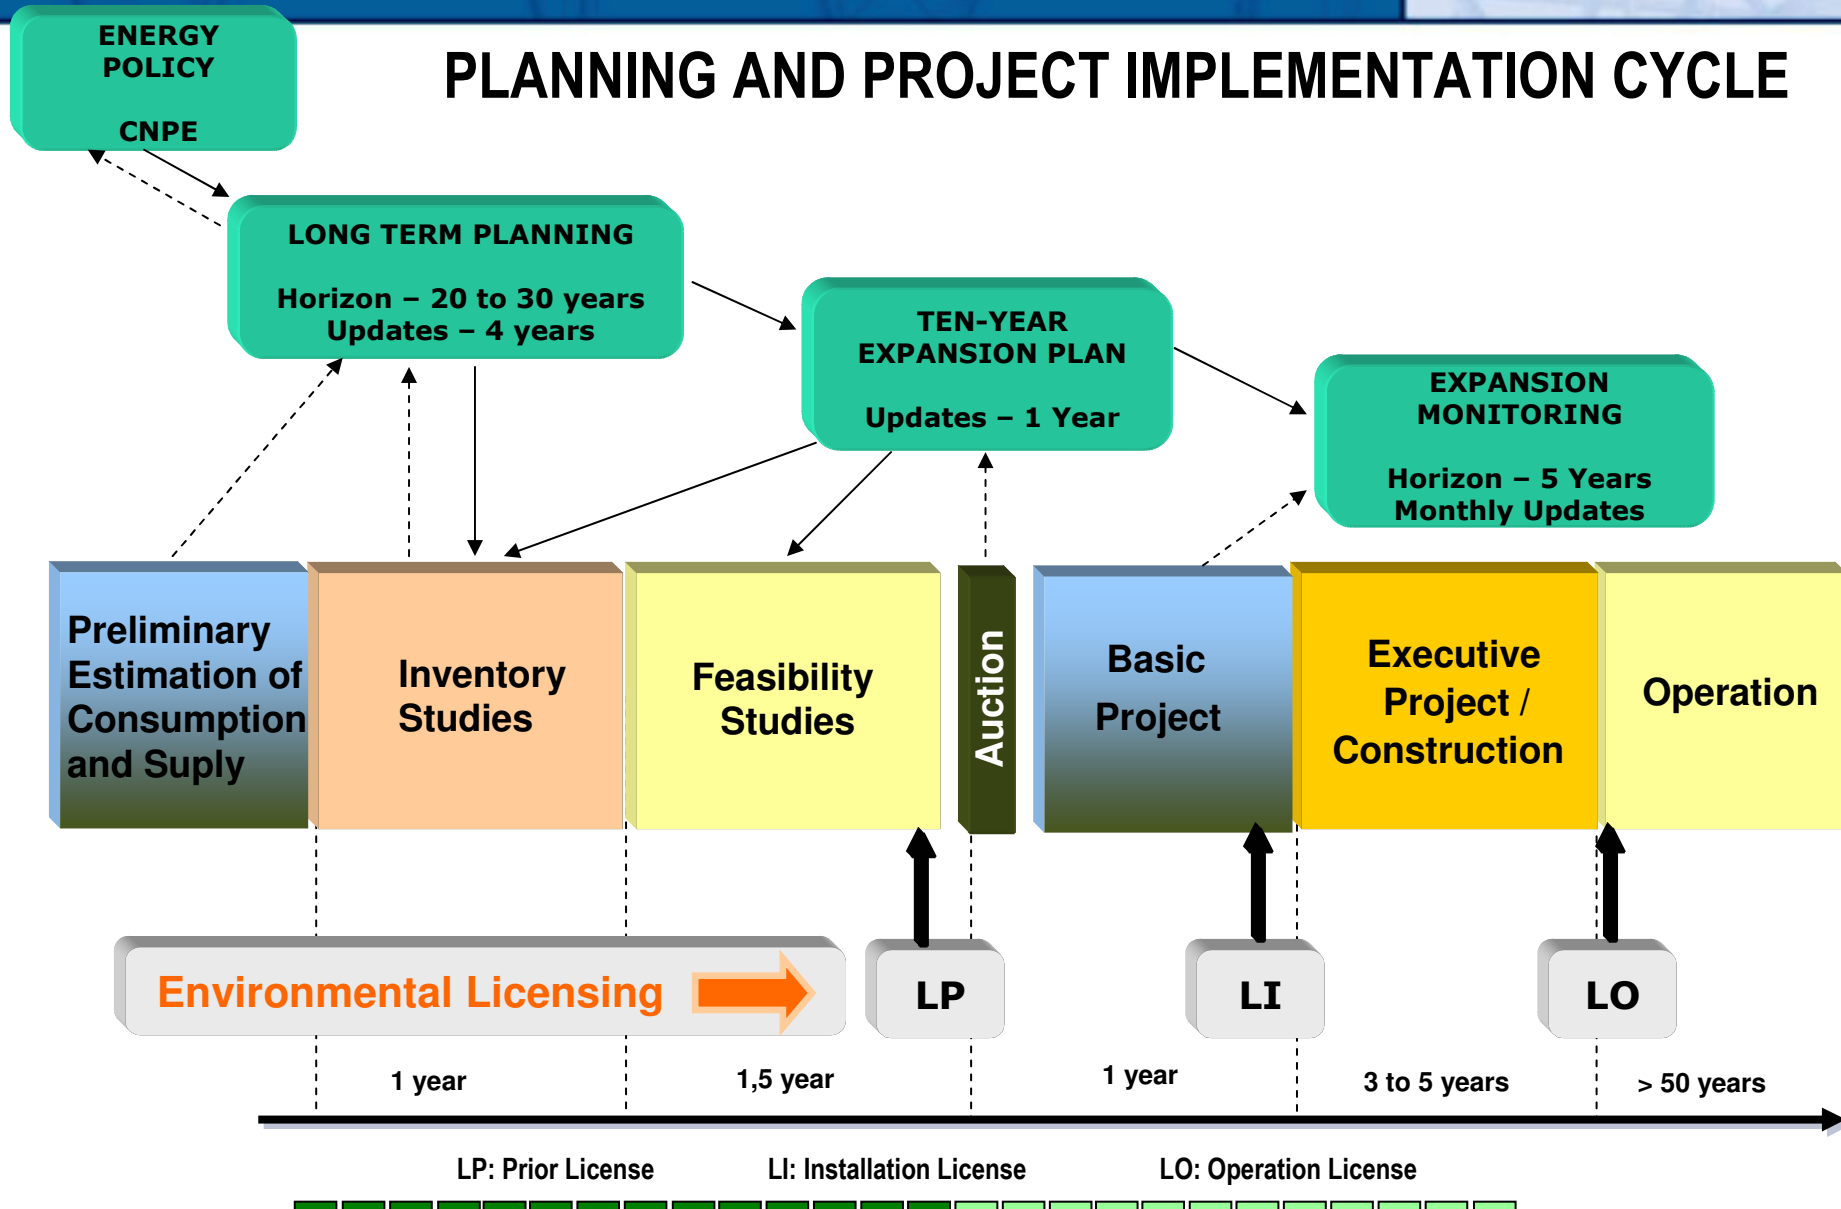 ENERGY
POLICY
CNPE
PLANNING AND PROJECT IMPLEMENTATION CYCLE
LONG TERM PLANNING
Horizon – 20 to 30 years
Updates – 4 years
TEN-YEAR
EXPANSION PLAN
Updates – 1 Year
EXPANSION
MONITORING
Horizon – 5 Years
Monthly Updates
Preliminary
Estimation of
Consumption
and Suply
Inventory
Studies
Feasibility
Studies
Auction
Basic
Project
Executive
Project /
Construction
Operation
Environmental Licensing
LP
LI
LO
1 year
1,5 year
1 year
3 to 5 years
> 50 years
LP: Prior License
LI: Installation License
LO: Operation License